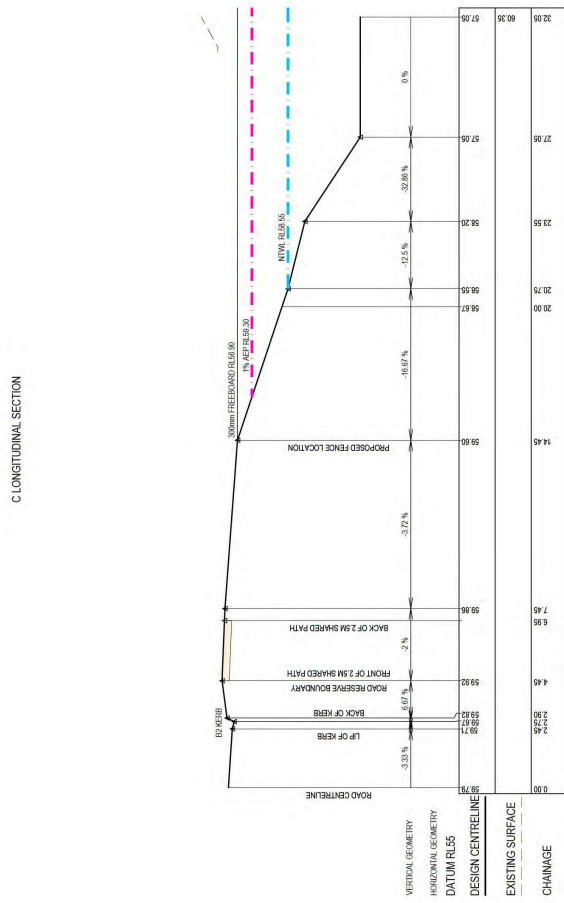 C LONGITUDINAL SECTION
B2 KERB
300mm FREEBOARD RL56.90
1% AEP RL59.30
NTWL RL58.55
ROAD CENTRELINE
LIP OF KERB
BACK OF KERB
ROAD RESERVE BOUNDARY
FRONT OF 2.5M SHARED PATH
BACK OF 2.5M SHARED PATH
PROPOSED FENCE LOCATION
VERTICAL GEOMETRY
-3.33 %
6.67 %
-2 %
-3.72 %
-16.67 %
-12.5 %
-32.86 %
0 %
HORIZONTAL GEOMETRY
DATUM RL55
DESIGN CENTRELINE
59.79
59.71
59.67
59.82
59.92
59.86
59.60
58.67
58.55
58.20
57.05
57.05
EXISTING SURFACE
60.35
CHAINAGE
0.00
2.45
2.75
2.90
4.45
6.95
7.45
14.45
20.00
20.75
23.55
27.05
32.05